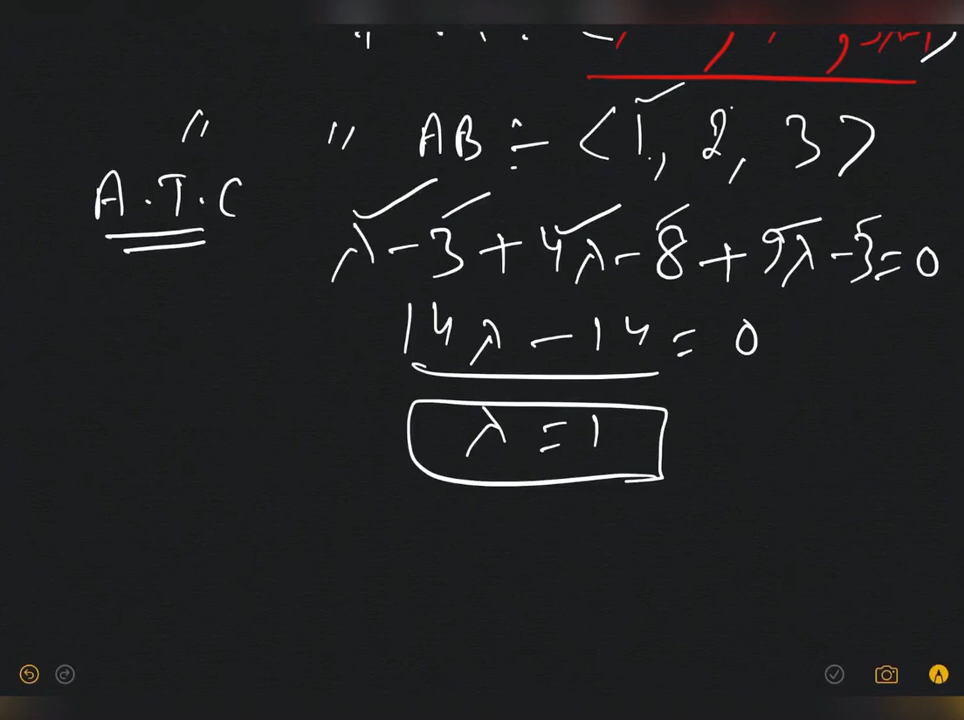 " " AB :- <1, 2, 3>
A.T.C
λ-3+4λ-8+9λ-3=0
14λ-14=0
λ=1